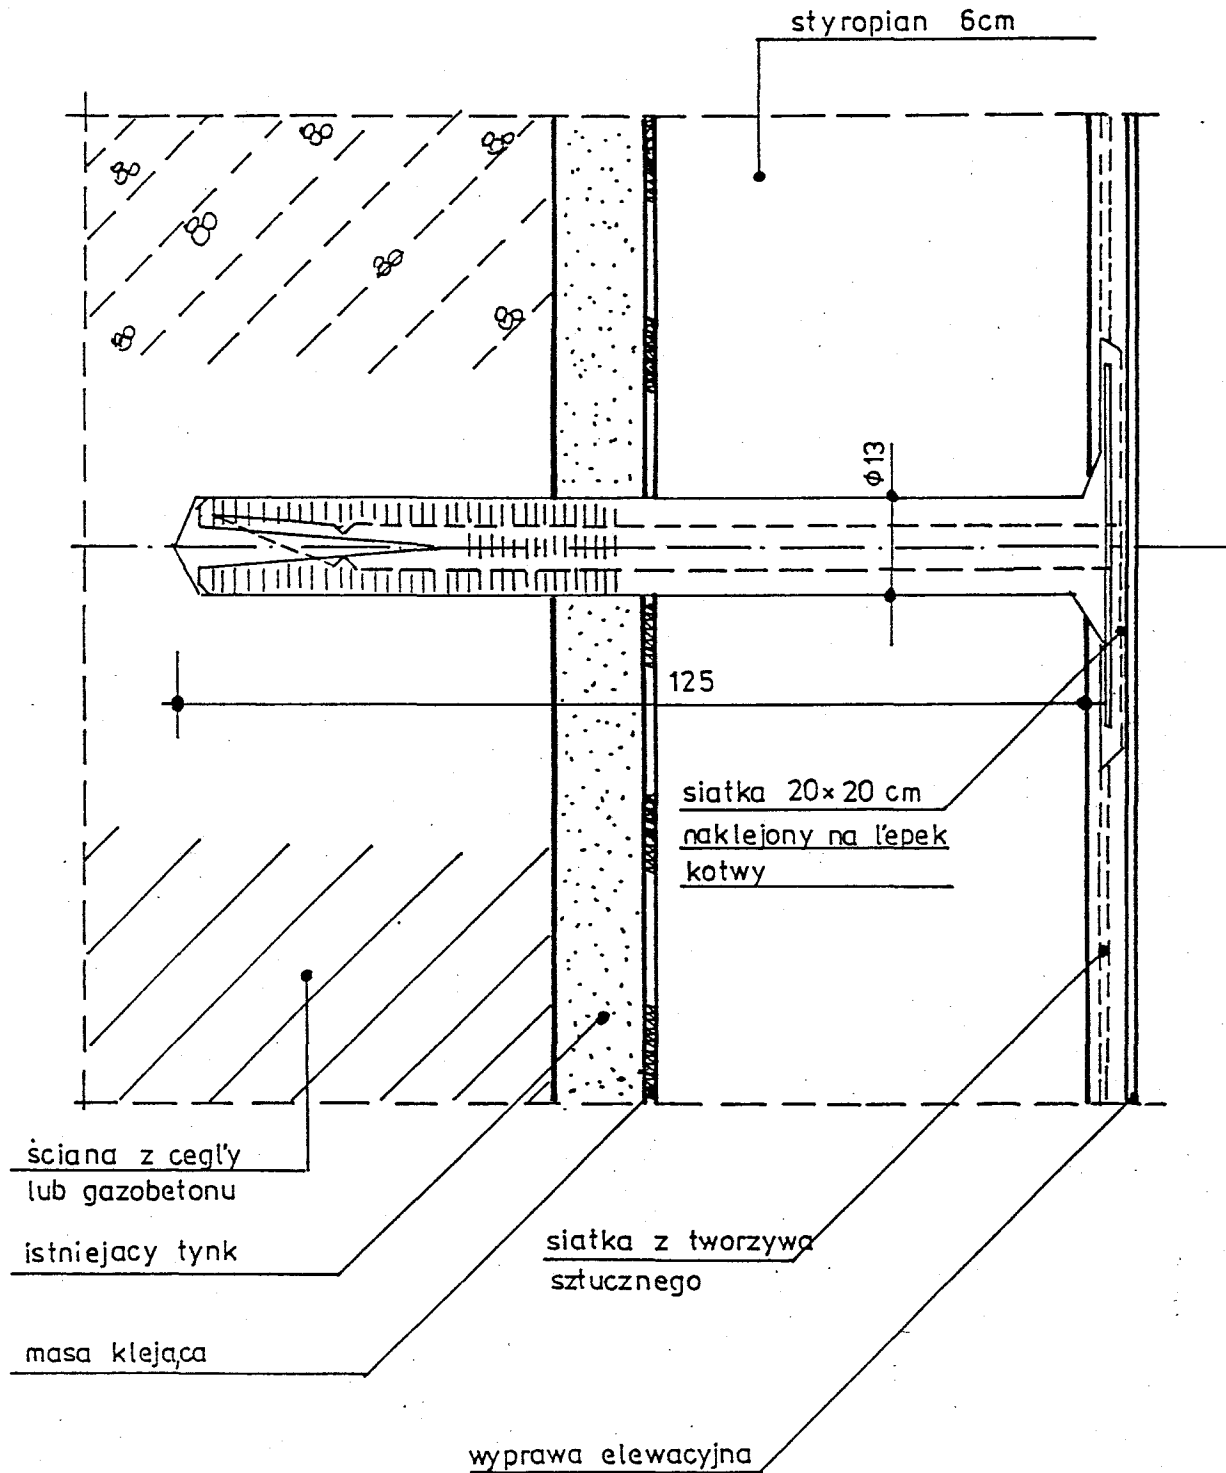 styropian 6cm
ϕ13
125
siatka 20×20 cm
naklejony na łepek
kotwy
ściana z cegły
lub gazobetonu
istniejacy tynk
siatka z tworzywa
sztucznego
masa klejąca
wyprawa elewacyjna